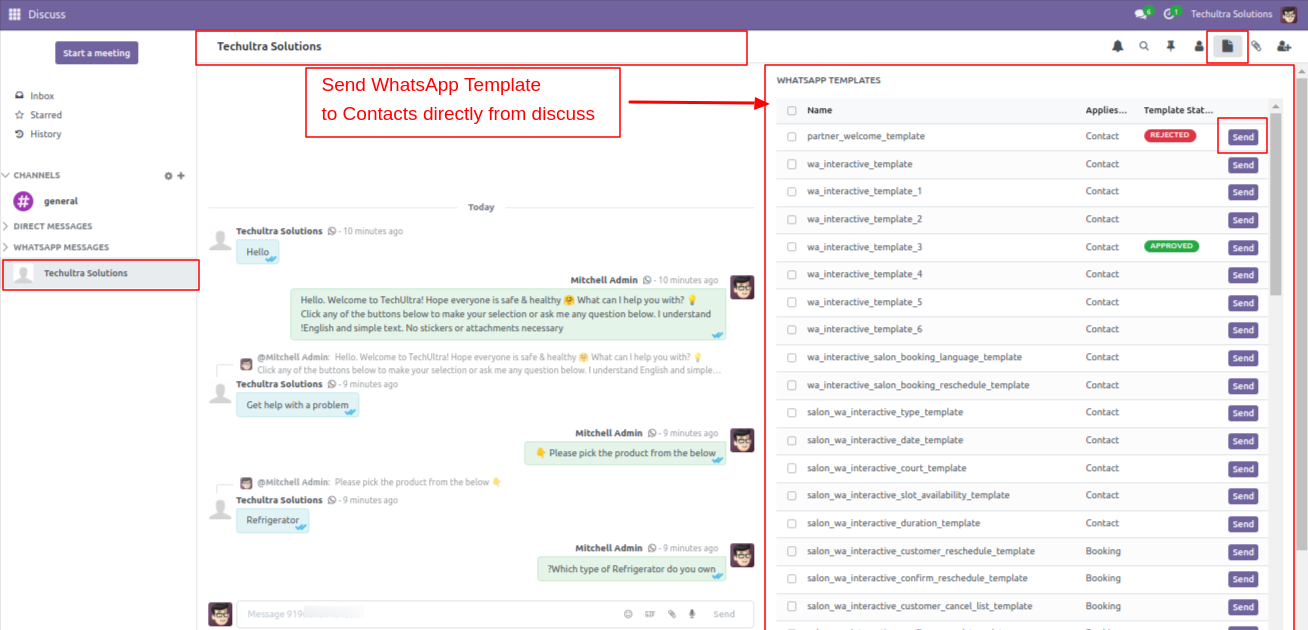 Discuss
6
1
Techultra Solutions
Start a meeting
Inbox
Starred
History
CHANNELS
general
DIRECT MESSAGES
WHATSAPP MESSAGES
Techultra Solutions
Techultra Solutions
Send WhatsApp Template
to Contacts directly from discuss
Today
Techultra Solutions - 10 minutes ago
Hello
Mitchell Admin - 10 minutes ago
Hello. Welcome to TechUltra! Hope everyone is safe & healthy 🤗 What can I help you with? 💡
Click any of the buttons below to make your selection or ask me any question below. I understand
!English and simple text. No stickers or attachments necessary
@Mitchell Admin: Hello. Welcome to TechUltra! Hope everyone is safe & healthy 🤗 What can I help you with? 💡
Click any of the buttons below to make your selection or ask me any question below. I understand English and simple...
Techultra Solutions - 9 minutes ago
Get help with a problem
Mitchell Admin - 9 minutes ago
👇 Please pick the product from the below
@Mitchell Admin: Please pick the product from the below 👇
Techultra Solutions - 9 minutes ago
Refrigerator
Mitchell Admin - 9 minutes ago
?Which type of Refrigerator do you own
Message 919
GIF
Send
WHATSAPP TEMPLATES
Name Applies... Template Stat...
partner_welcome_template Contact REJECTED Send
wa_interactive_template Contact Send
wa_interactive_template_1 Contact Send
wa_interactive_template_2 Contact Send
wa_interactive_template_3 Contact APPROVED Send
wa_interactive_template_4 Contact Send
wa_interactive_template_5 Contact Send
wa_interactive_template_6 Contact Send
wa_interactive_salon_booking_language_template Contact Send
wa_interactive_salon_booking_reschedule_template Contact Send
salon_wa_interactive_type_template Contact Send
salon_wa_interactive_date_template Contact Send
salon_wa_interactive_court_template Contact Send
salon_wa_interactive_slot_availability_template Contact Send
salon_wa_interactive_duration_template Contact Send
salon_wa_interactive_customer_reschedule_template Booking Send
salon_wa_interactive_confirm_reschedule_template Booking Send
salon_wa_interactive_customer_cancel_list_template Booking Send